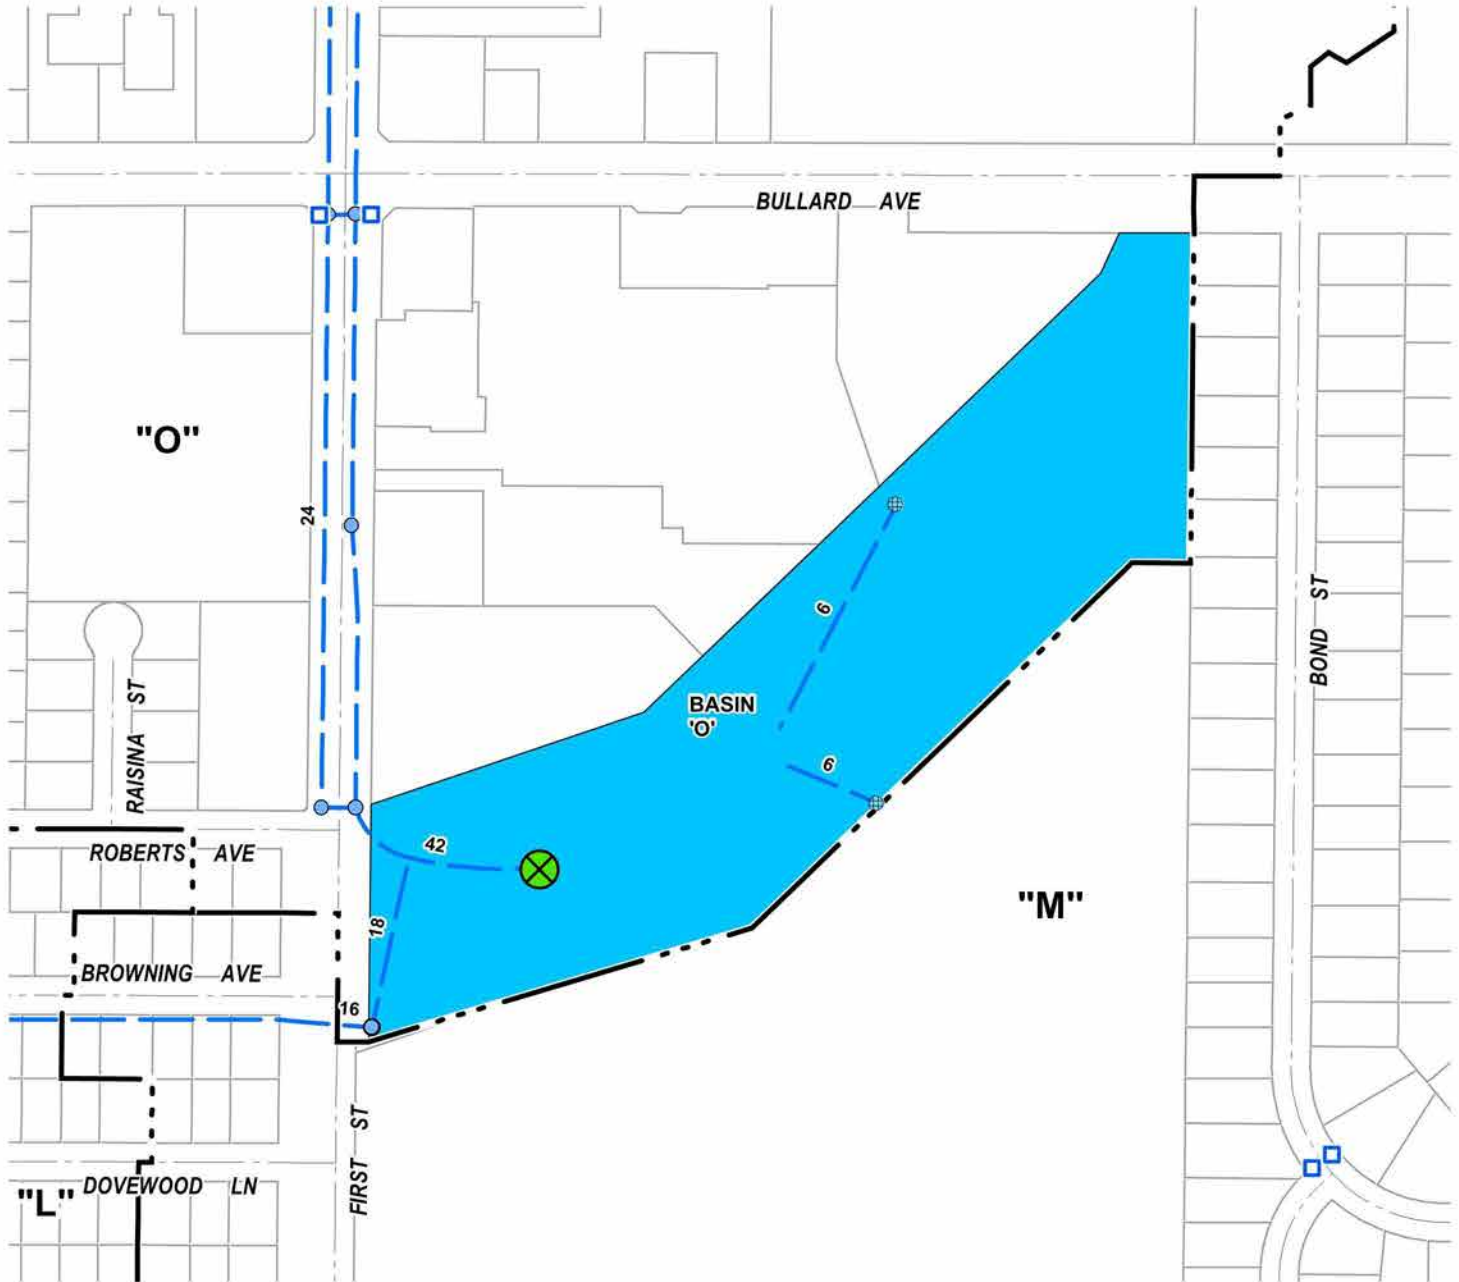 BULLARD AVE
"O"
24
6
BOND ST
RAISINA ST
BASIN
'O'
6
ROBERTS AVE
42
"M"
18
BROWNING AVE
16
FIRST ST
DOVEWOOD LN
"L"